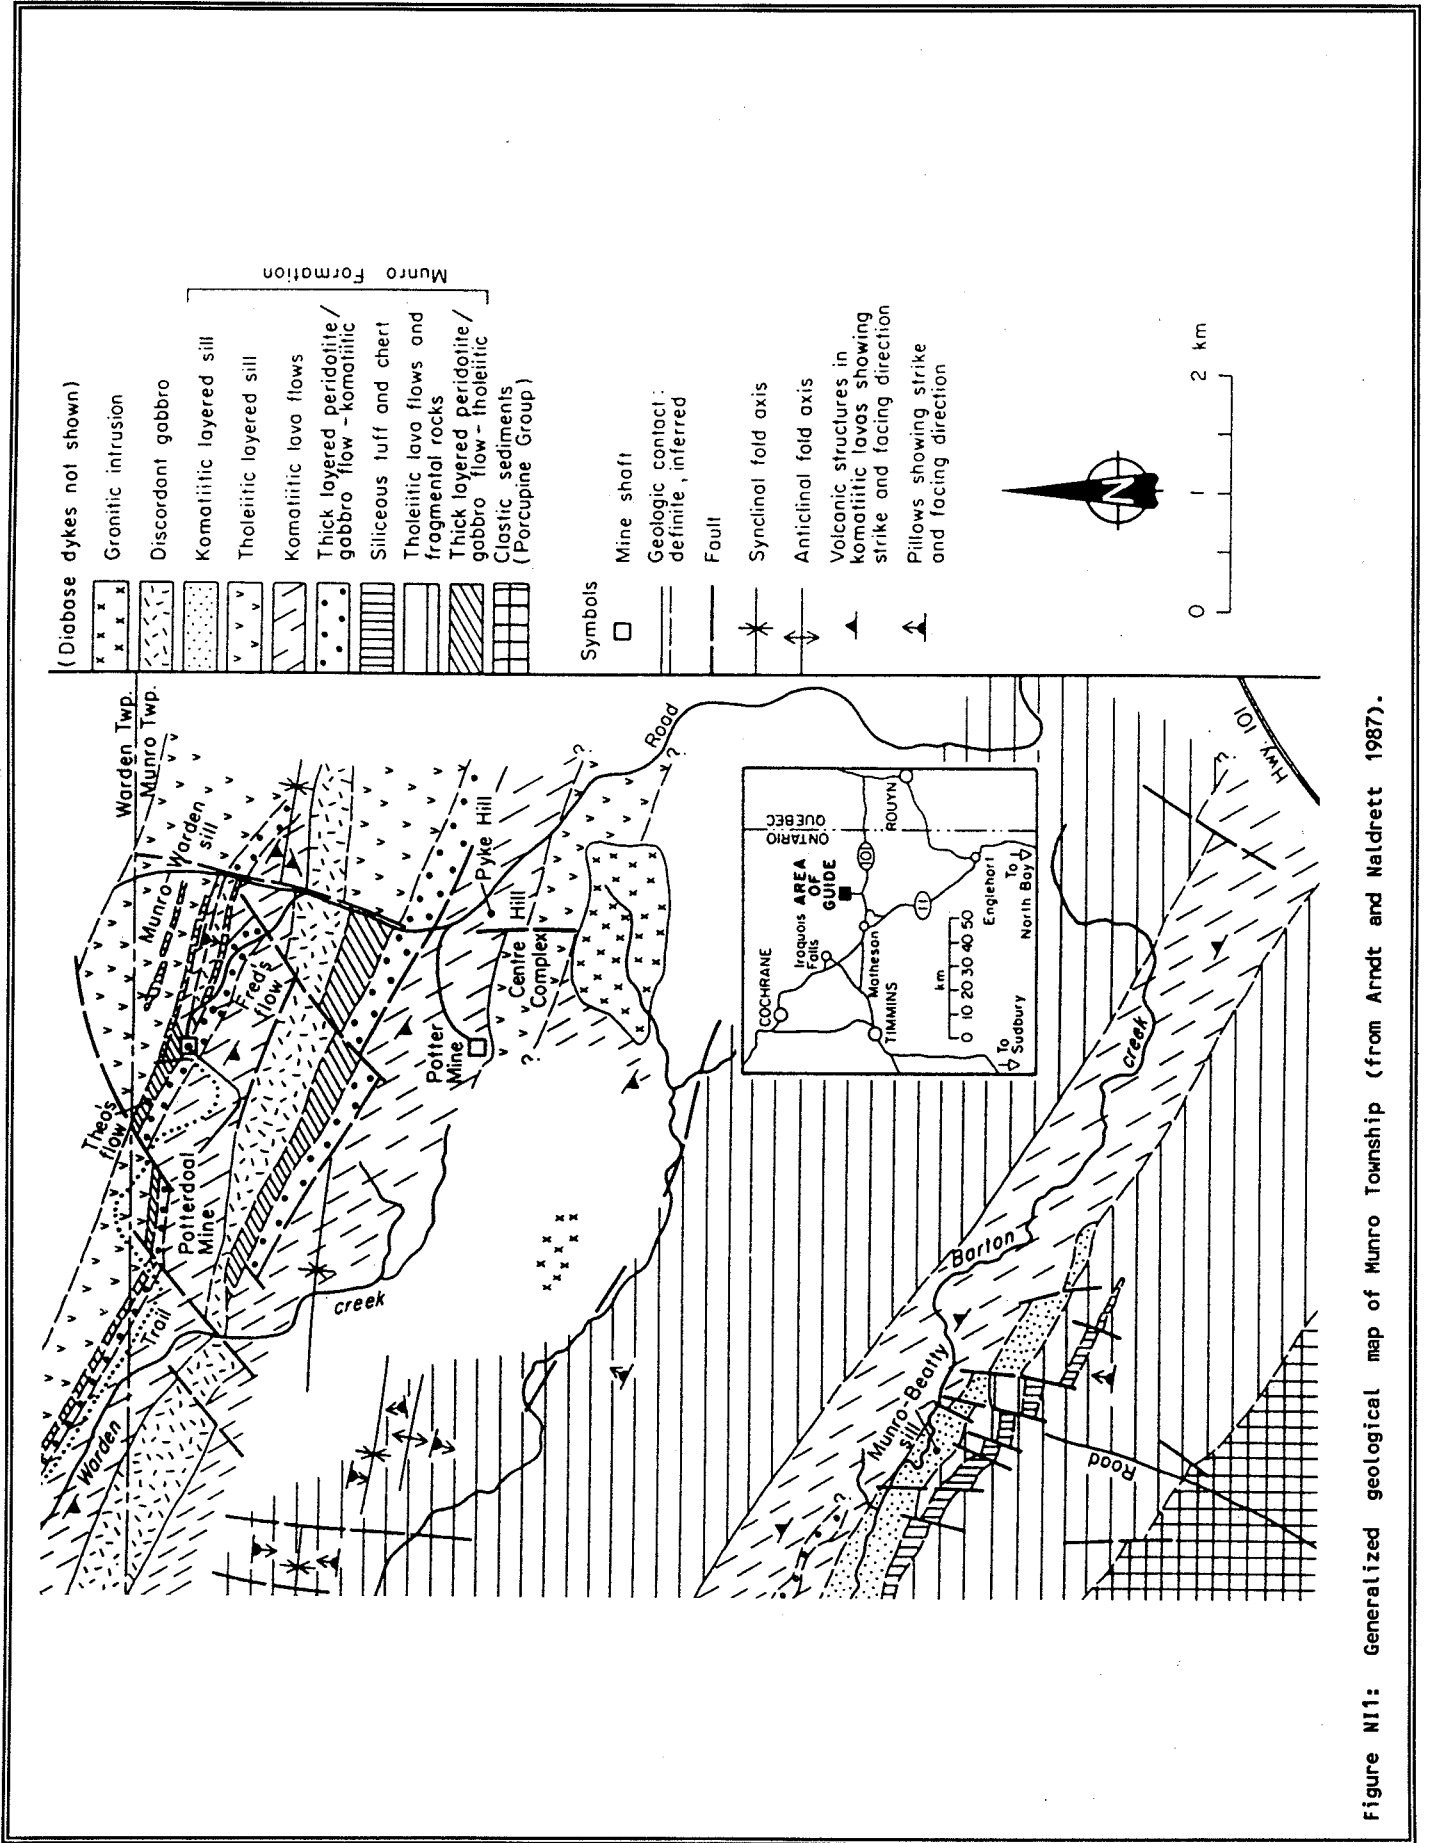 (Diabase dykes not shown)
Granitic intrusion
Discordant gabbro
Komatiitic layered sill
Tholeiitic layered sill
Komatiitic lava flows
Thick layered peridotite/
gabbro flow - komatiitic
Siliceous tuff and chert
Tholeiitic lava flows and
fragmental rocks
Thick layered peridotite/
gabbro flow - tholeiitic
Clastic sediments
(Porcupine Group)
Munro Formation
Symbols
Mine shaft
Geologic contact:
definite, inferred
Fault
Synclinal fold axis
Anticlinal fold axis
Volcanic structures in
komatiitic lavas showing
strike and facing direction
Pillows showing strike
and facing direction
N
0 1 2 km
Warden Twp.
Munro Twp.
Munro-Warden
sill
Theo's
flow
Fred's
flow
Potterdoal
Mine
Trail
Warden
creek
Pyke Hill
Potter
Mine
Centre Hill
Complex
Road
?
?
?
COCHRANE
Iroquois
Falls
AREA
OF
GUIDE
ONTARIO
QUEBEC
ROUYN
101
11
Matheson
TIMMINS
Englehart
km
0 10 20 30 40 50
To
Sudbury
To
North Bay
Hwy. 101
?
Barton
creek
Munro-Beatty
sill
?
Road
Figure NI1: Generalized geological map of Munro Township (from Arndt and Naldrett 1987).